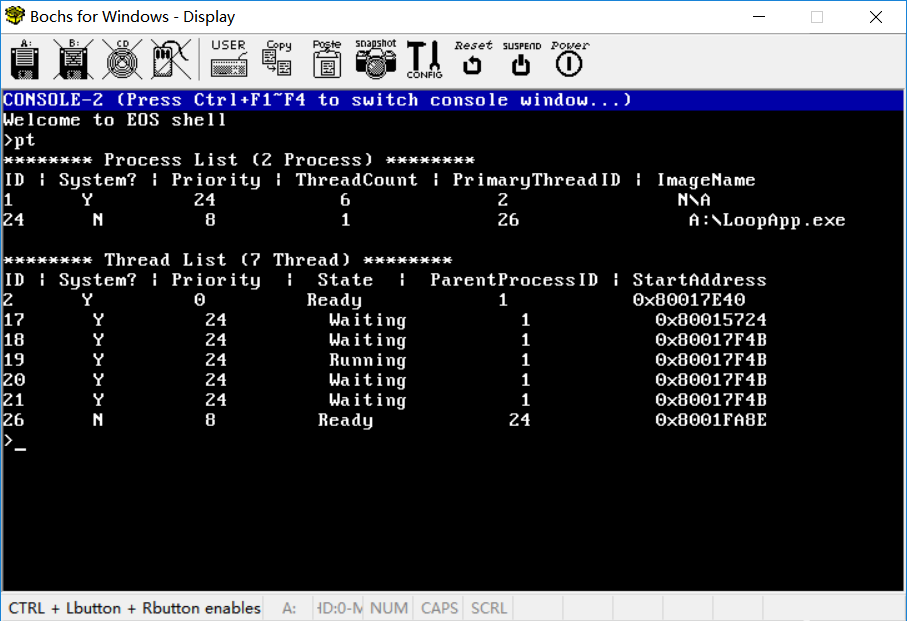 Bochs for Windows - Display
A: B: CD USER Copy Poste snapshot CONFIG Reset SUSPEND Power
CONSOLE-2 (Press Ctrl+F1~F4 to switch console window...)
Welcome to EOS shell
>pt
******** Process List (2 Process) ********
ID | System? | Priority | ThreadCount | PrimaryThreadID | ImageName
1 Y 24 6 2 N\A
24 N 8 1 26 A:\LoopApp.exe
******** Thread List (7 Thread) ********
ID | System? | Priority | State | ParentProcessID | StartAddress
2 Y 0 Ready 1 0x80017E40
17 Y 24 Waiting 1 0x80015724
18 Y 24 Waiting 1 0x80017F4B
19 Y 24 Running 1 0x80017F4B
20 Y 24 Waiting 1 0x80017F4B
21 Y 24 Waiting 1 0x80017F4B
26 N 8 Ready 24 0x8001FA8E
>_
CTRL + Lbutton + Rbutton enables A: HD:0-M NUM CAPS SCRL